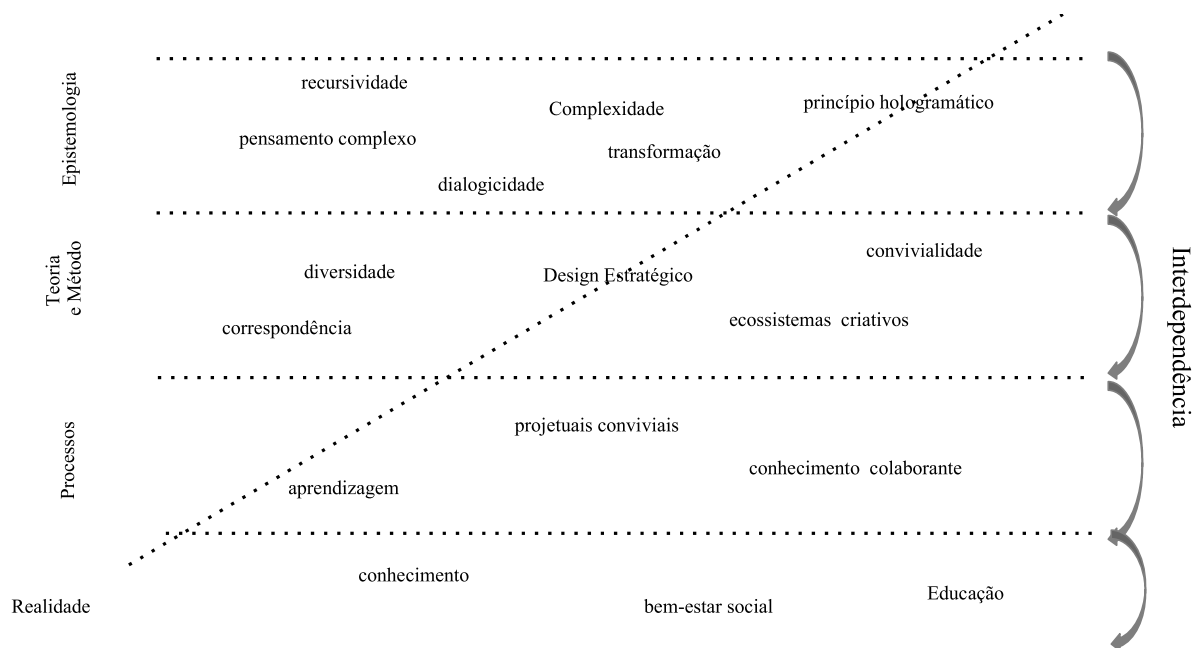 recursividade
Epistemologia
Complexidade
princípio hologramático
pensamento complexo
transformação
dialogicidade
Teoria
e Método
convivialidade
diversidade
Design Estratégico
ecossistemas criativos
correspondência
Interdependência
Processos
projetuais conviviais
conhecimento colaborante
aprendizagem
conhecimento
Educação
Realidade
bem-estar social